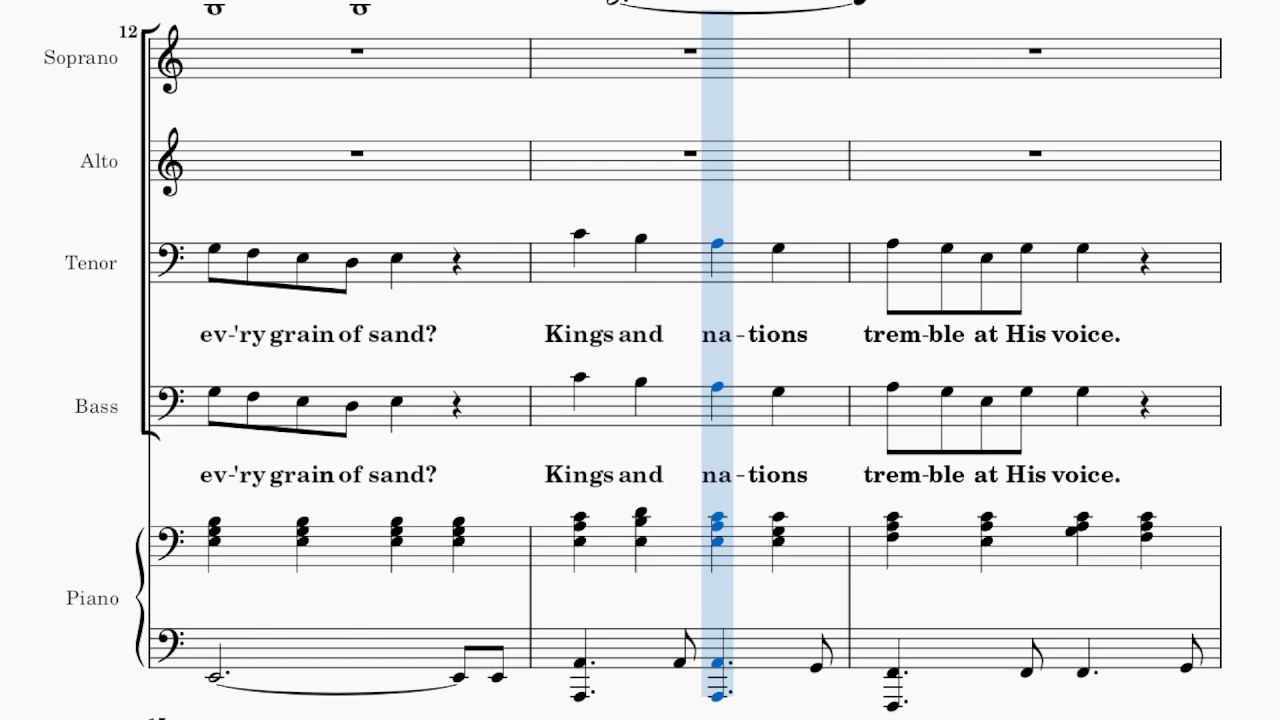 12
Soprano
Alto
Tenor
ev-'ry grain of sand? Kings and na-tions trem-ble at His voice.
Bass
ev-'ry grain of sand? Kings and na-tions trem-ble at His voice.
Piano